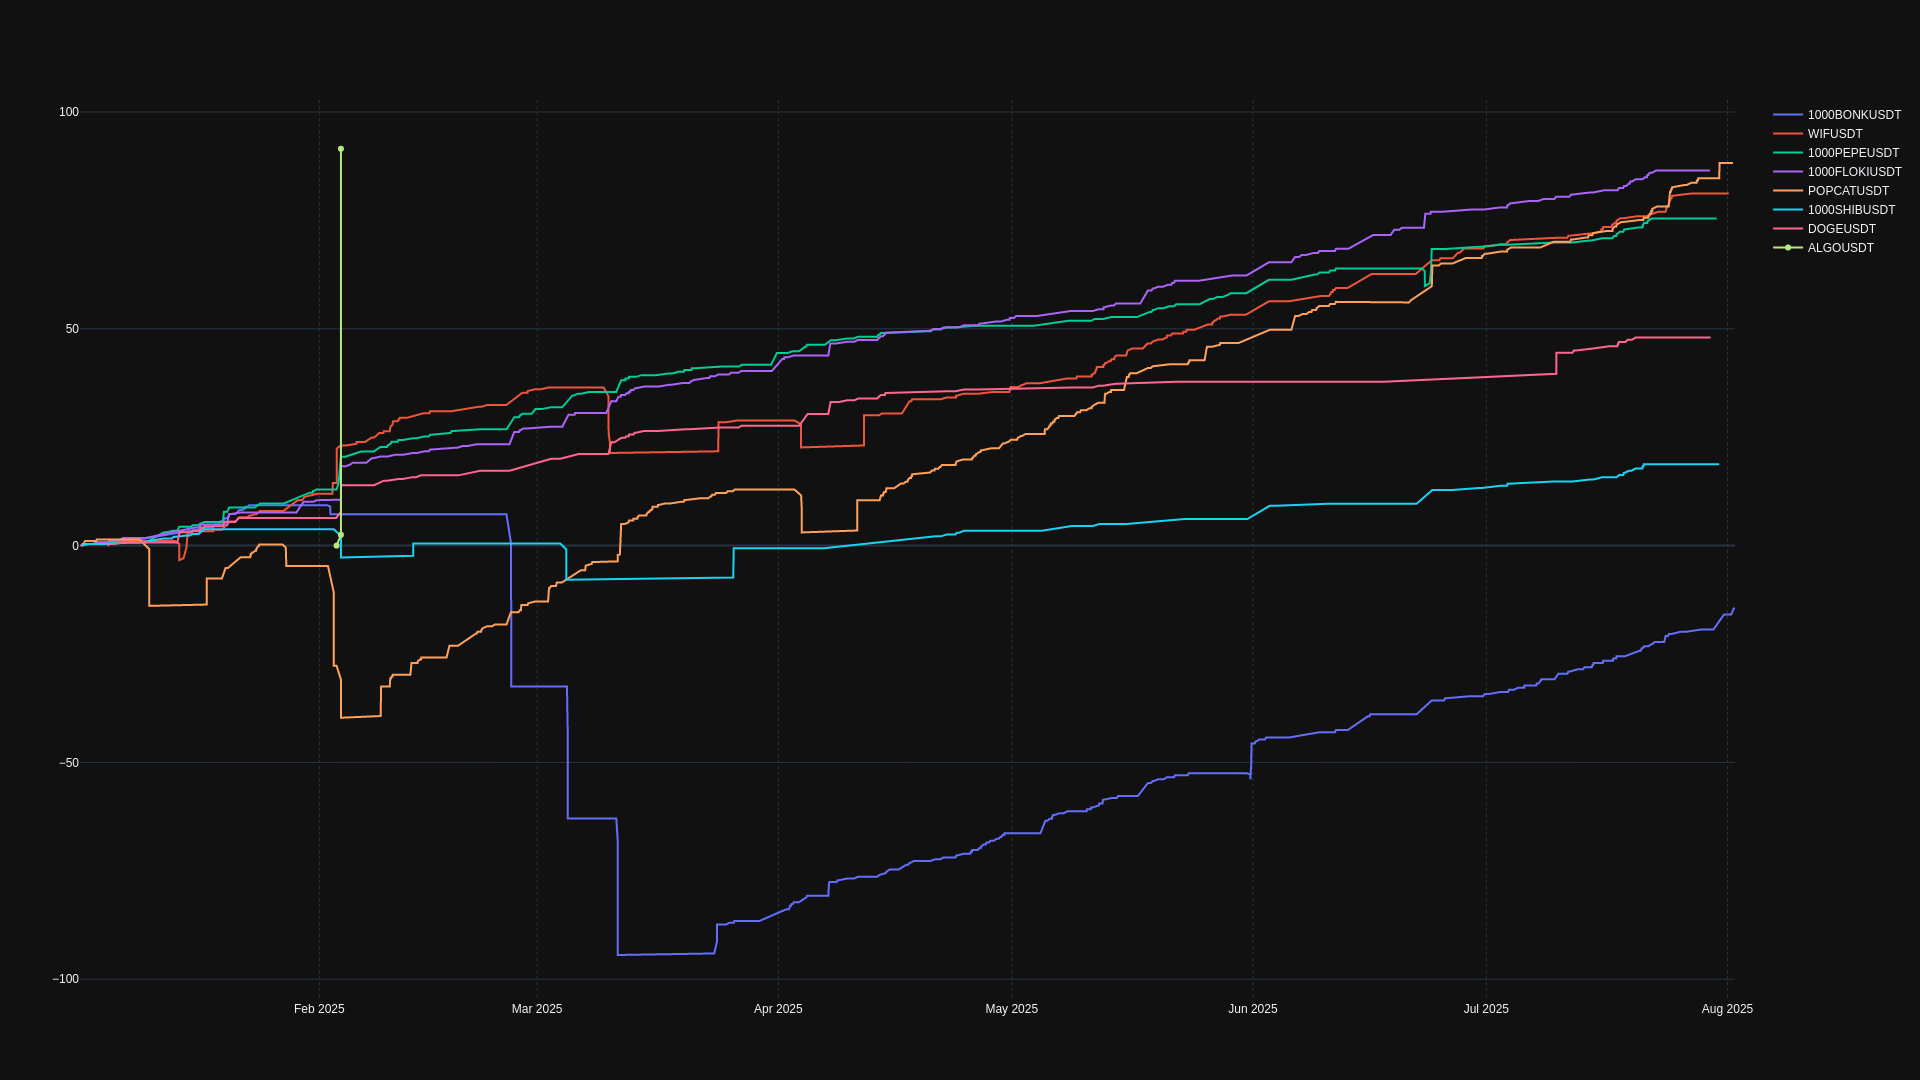 100
50
0
−50
−100
Feb 2025
Mar 2025
Apr 2025
May 2025
Jun 2025
Jul 2025
Aug 2025
1000BONKUSDT
WIFUSDT
1000PEPEUSDT
1000FLOKIUSDT
POPCATUSDT
1000SHIBUSDT
DOGEUSDT
ALGOUSDT